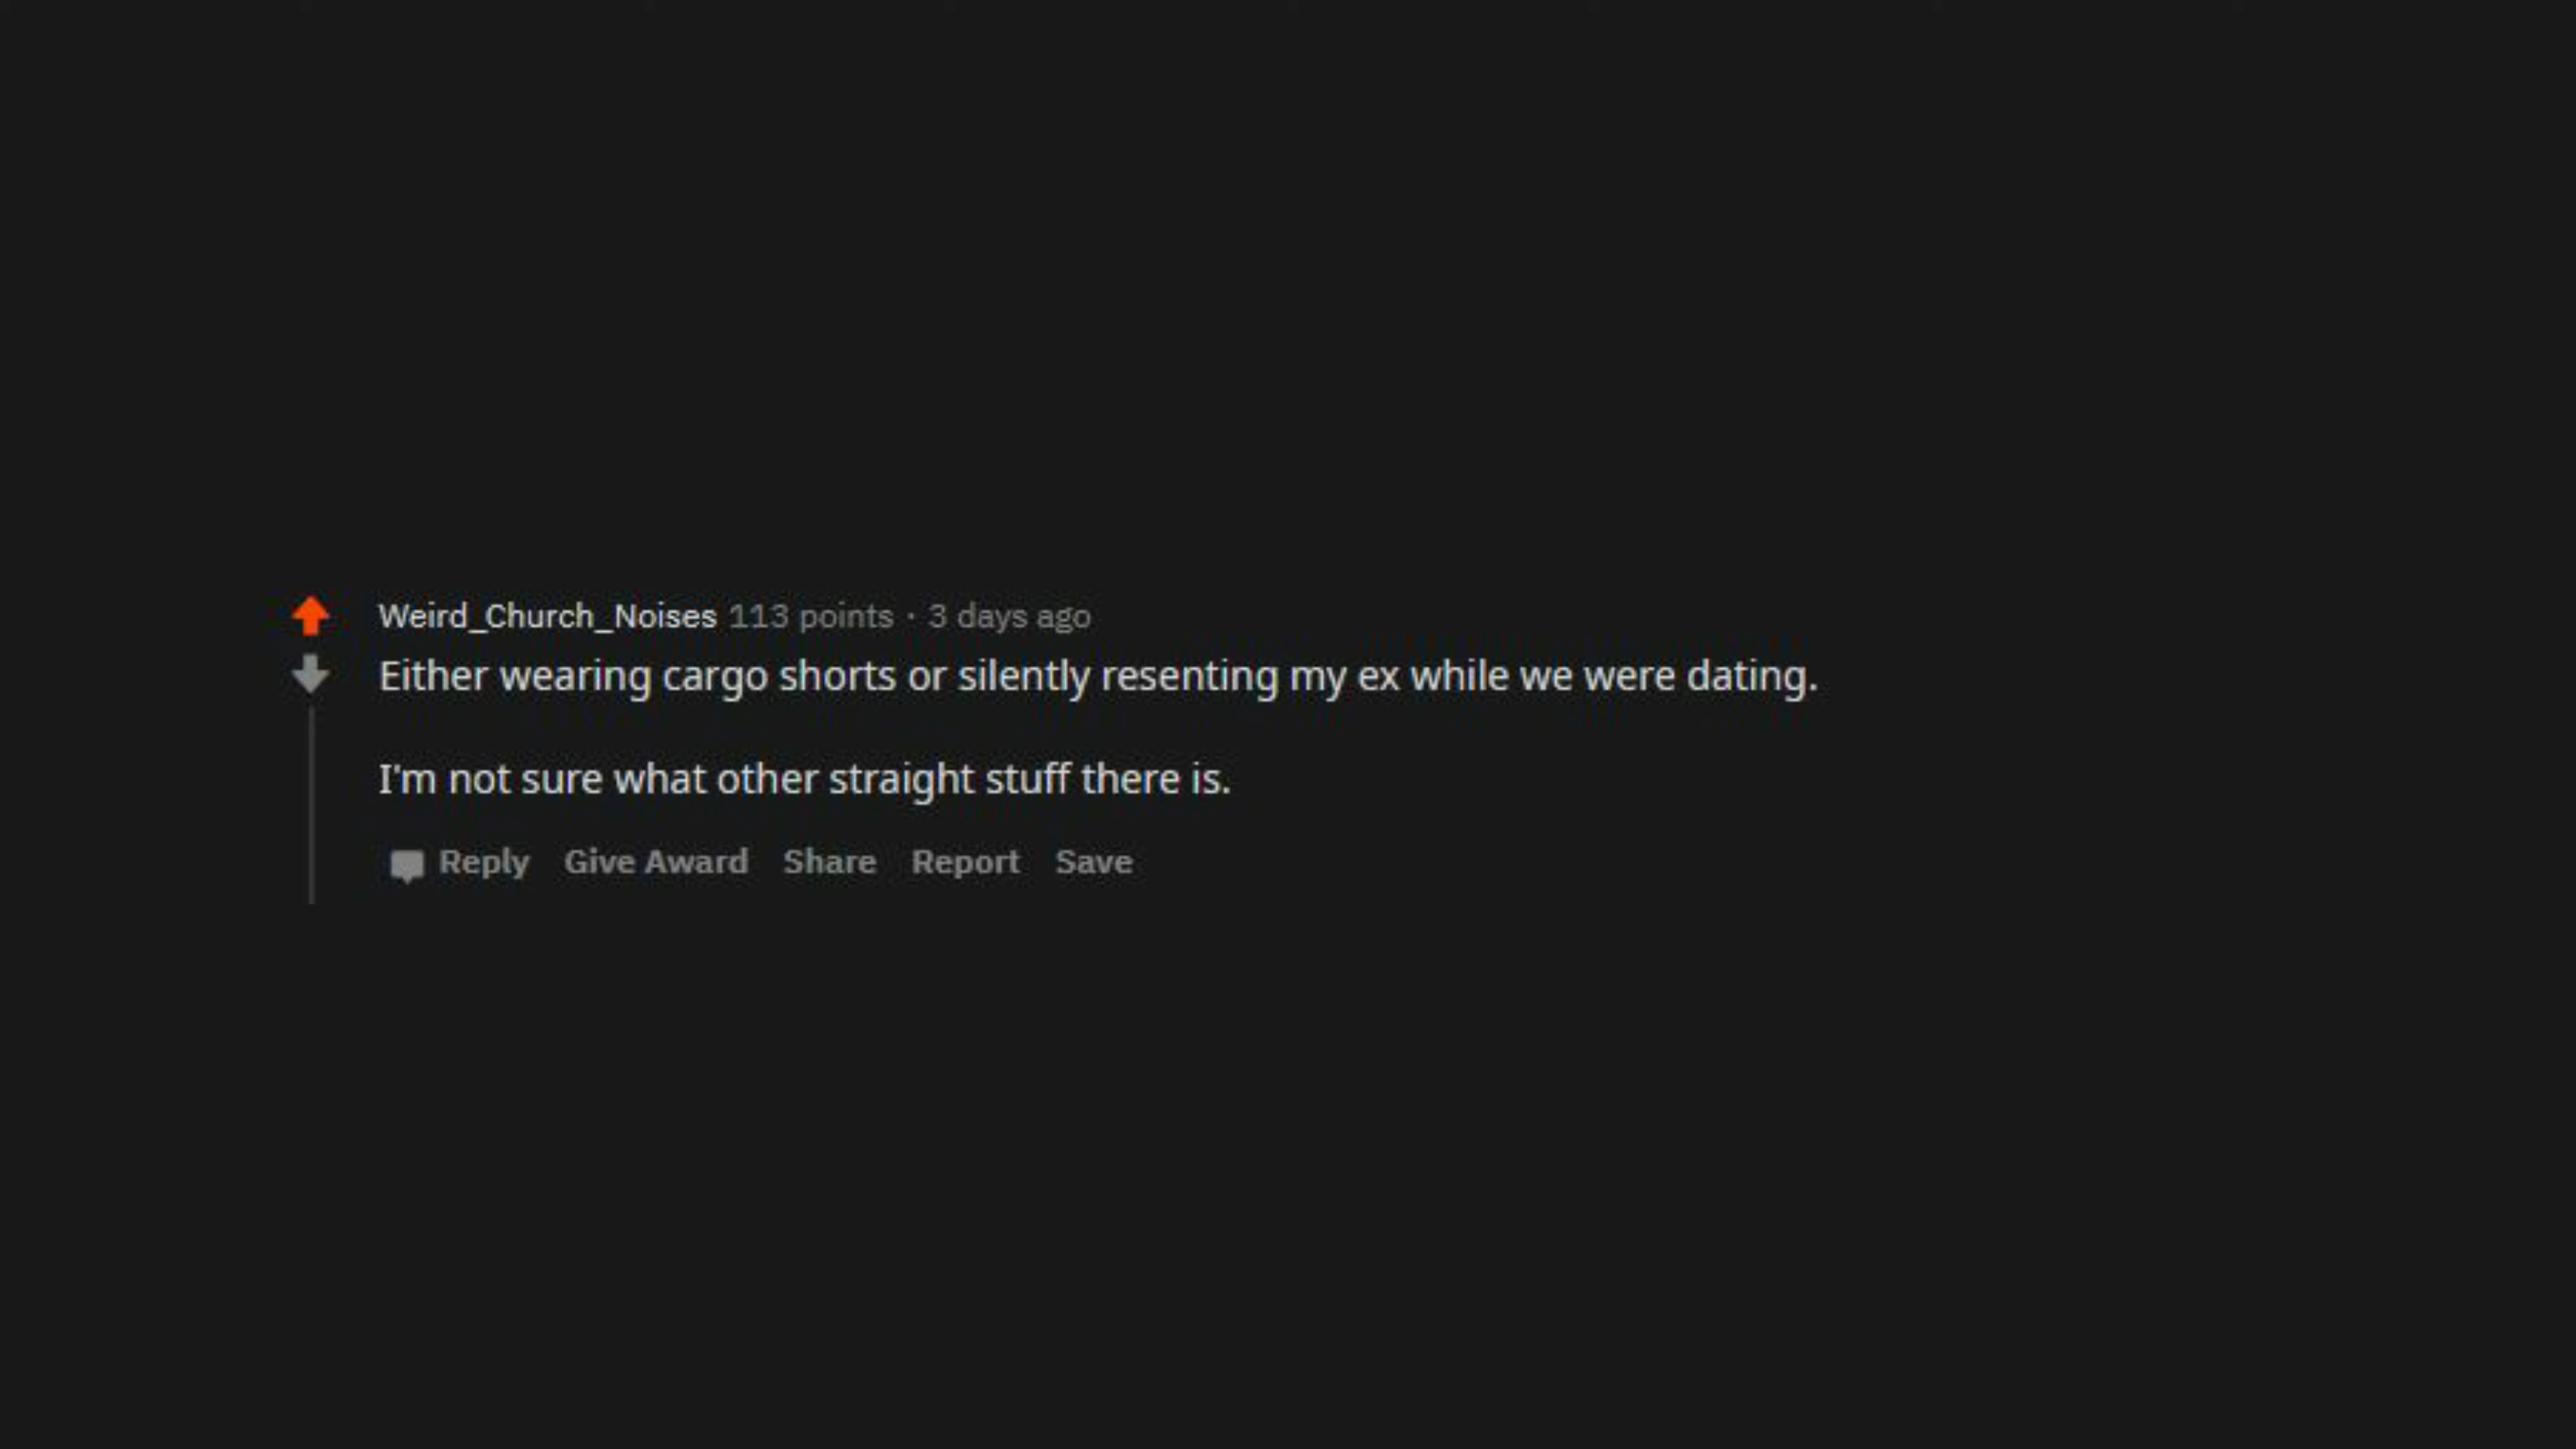 Weird_Church_Noises 113 points · 3 days ago
Either wearing cargo shorts or silently resenting my ex while we were dating.
I'm not sure what other straight stuff there is.
Reply Give Award Share Report Save